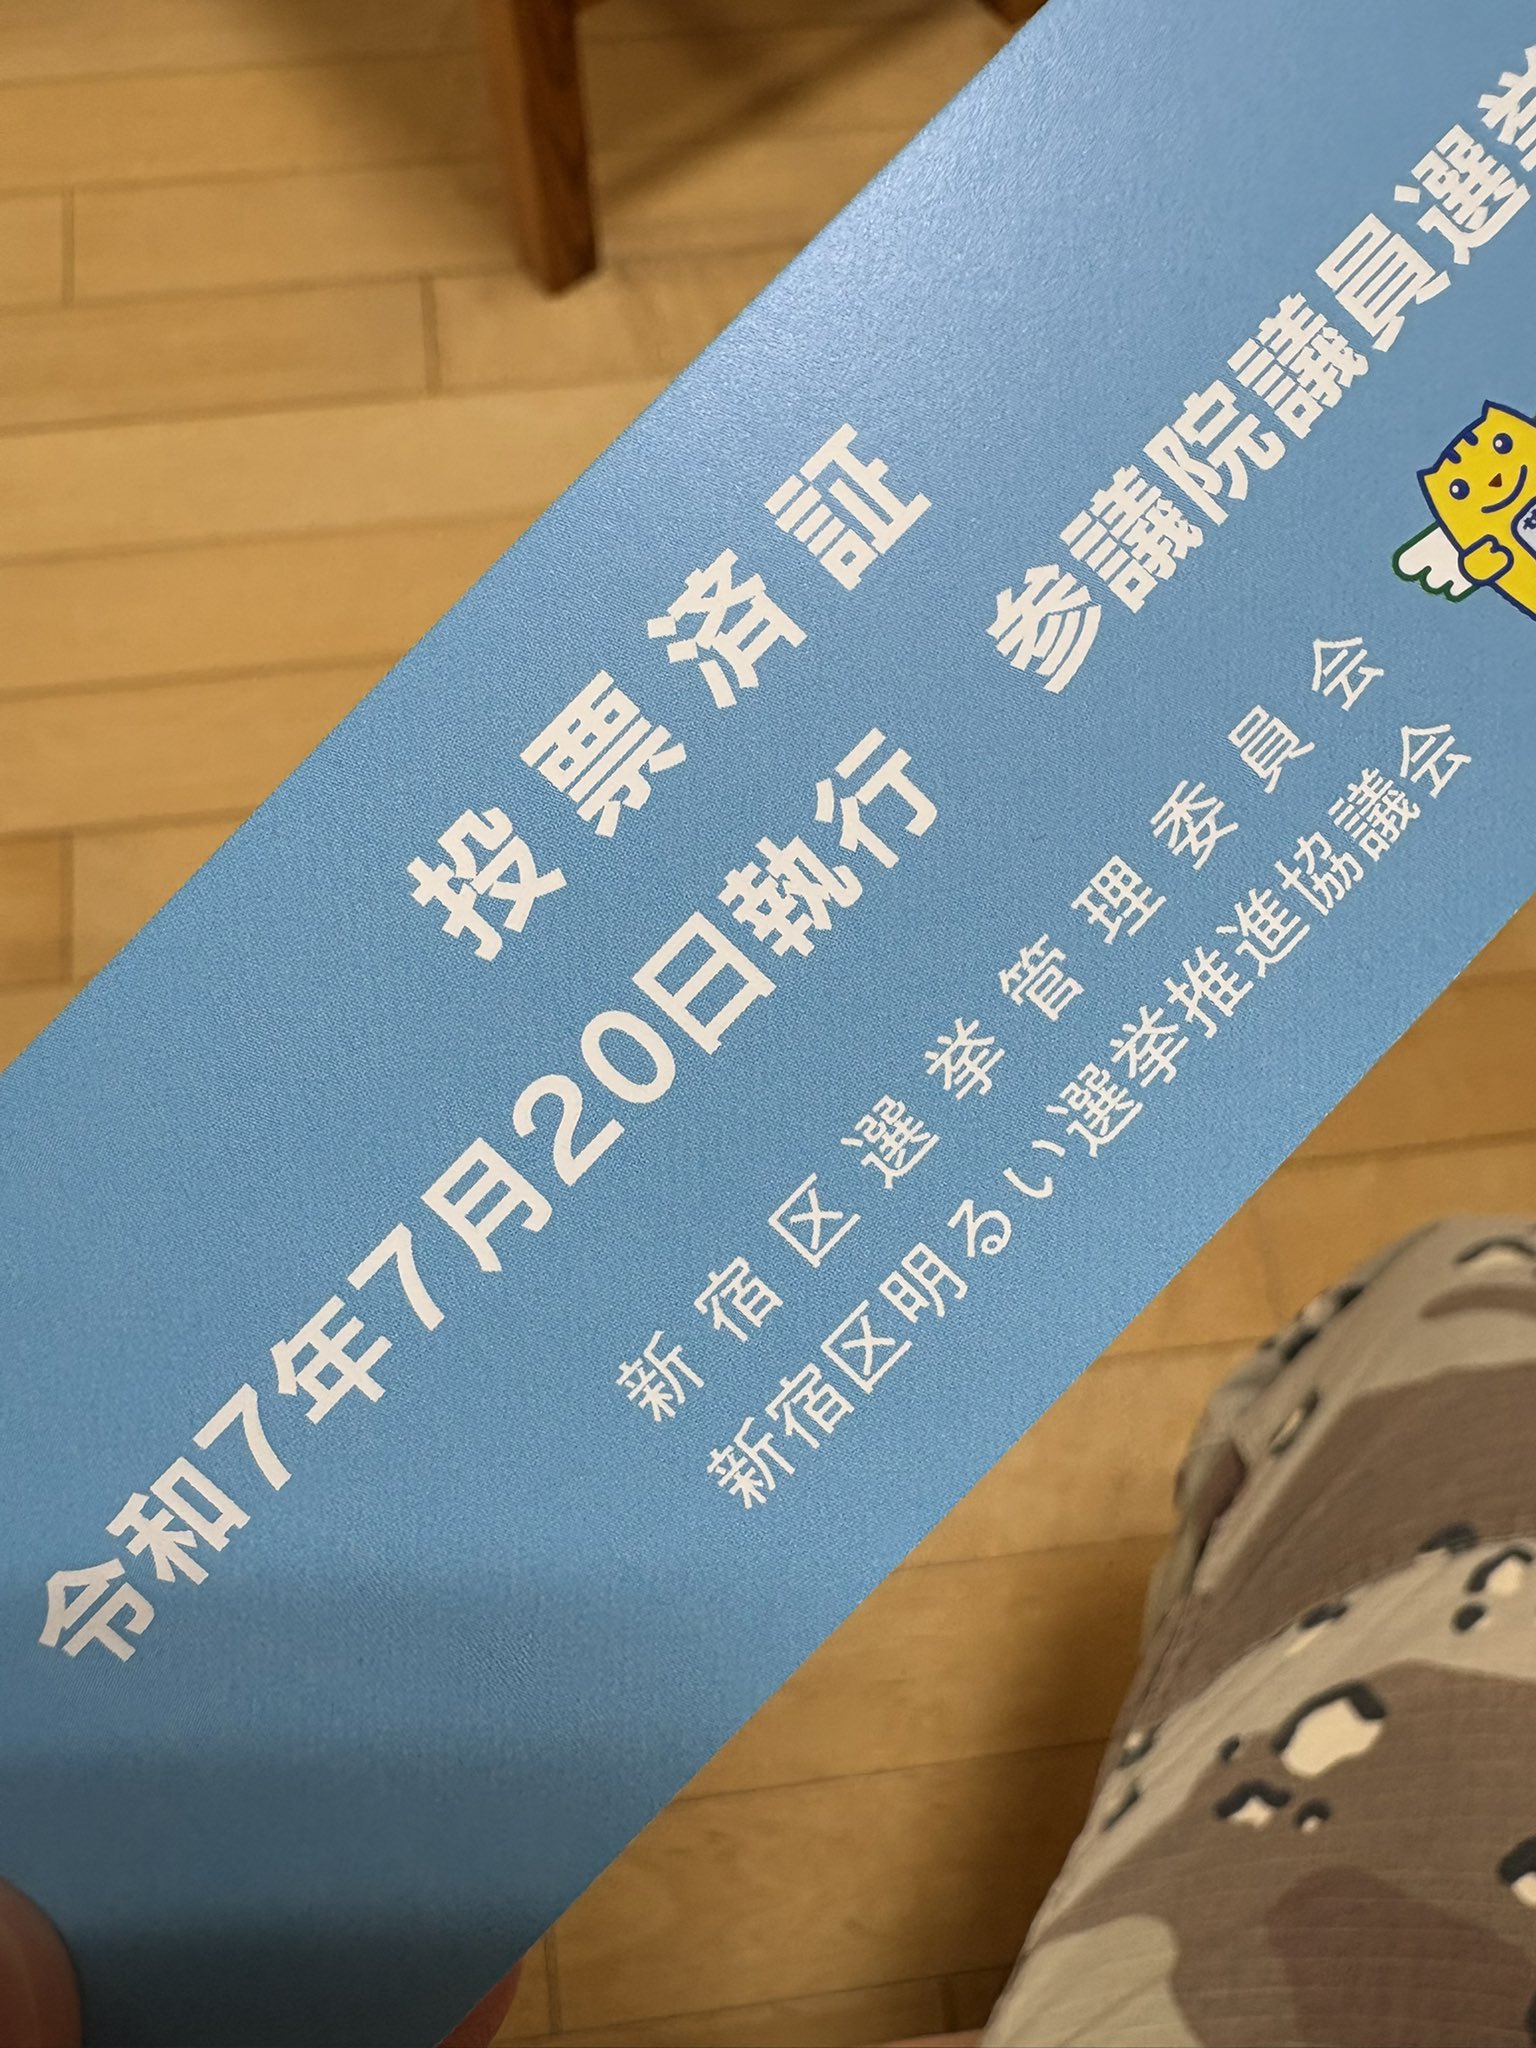 投票済証
令和7年7月20日執行 参議院議員選挙
新宿区選挙管理委員会
新宿区明るい選挙推進協議会